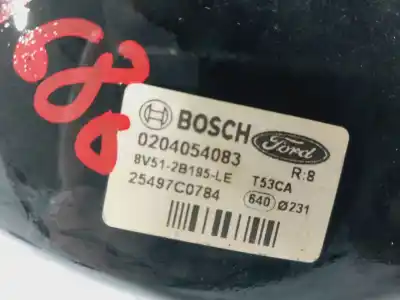 BOSCH Ford
0204054083 R:8
8V51-2B195-LE T53CA
25497C0784 640 Ø231